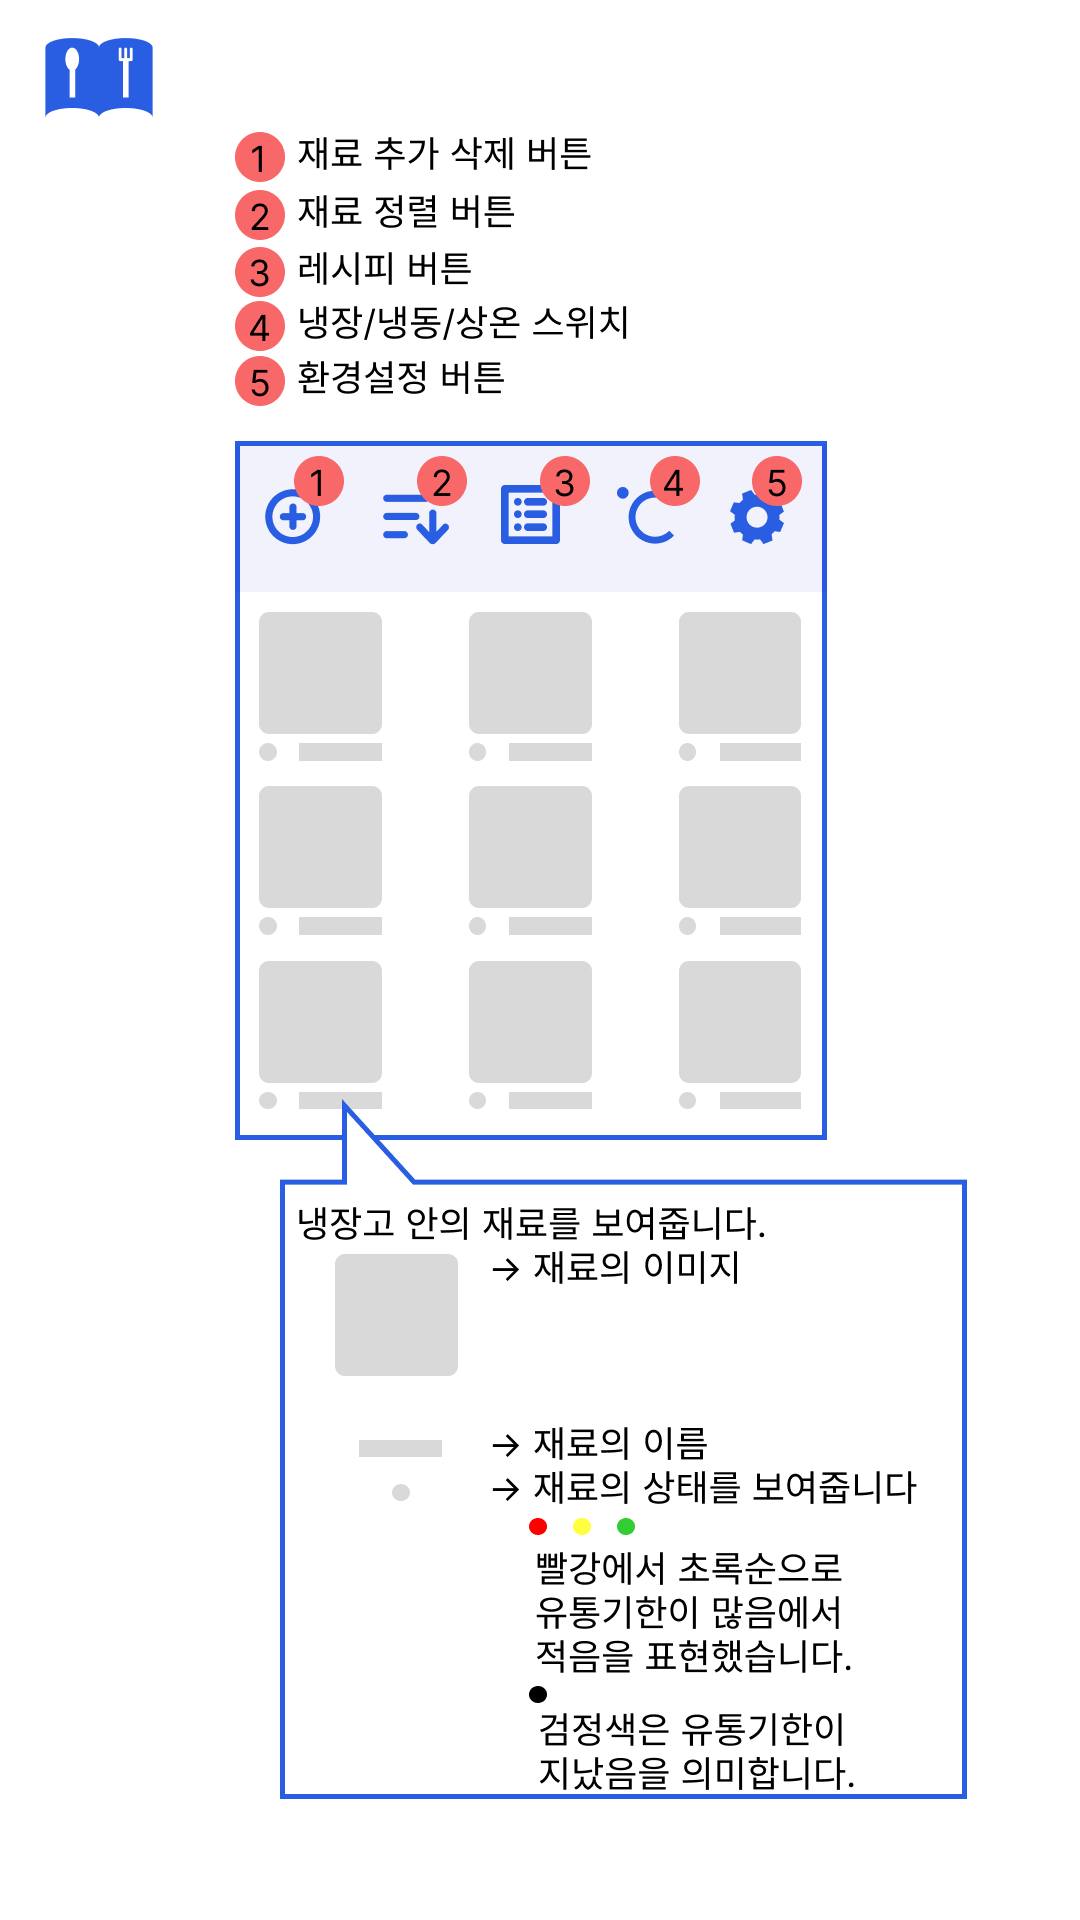 1 재료 추가 삭제 버튼
2 재료 정렬 버튼
3 레시피 버튼
4 냉장/냉동/상온 스위치
5 환경설정 버튼
1 2 3 4 5
냉장고 안의 재료를 보여줍니다.
→ 재료의 이미지
→ 재료의 이름
→ 재료의 상태를 보여줍니다
빨강에서 초록순으로
유통기한이 많음에서
적음을 표현했습니다.
검정색은 유통기한이
지났음을 의미합니다.